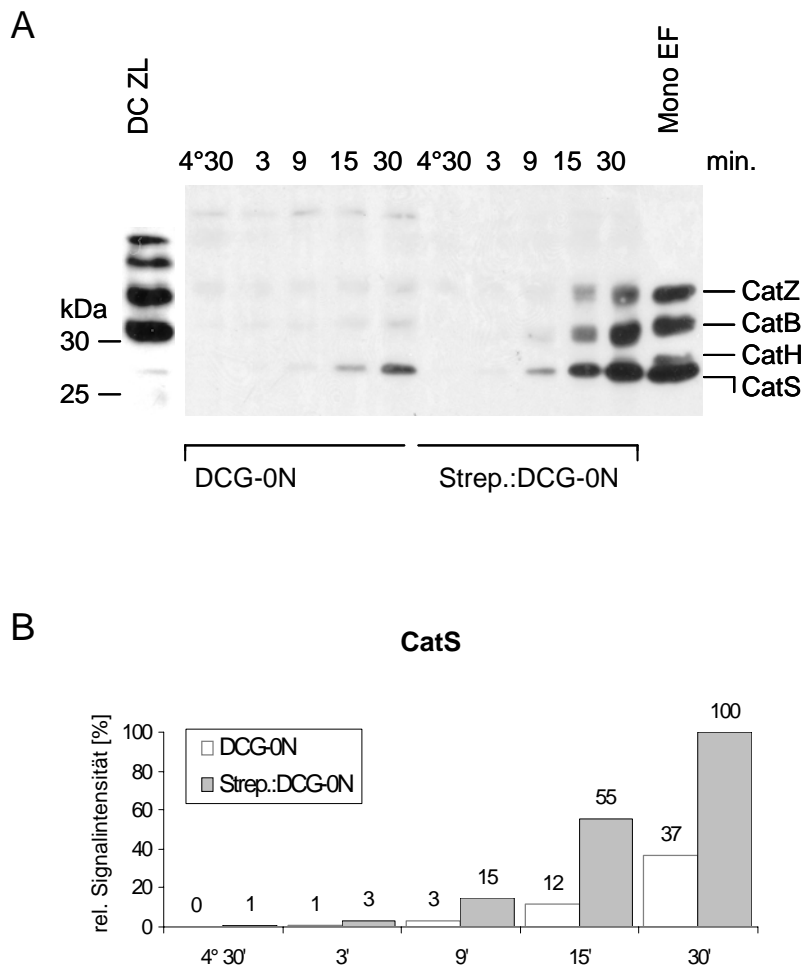 A
DC ZL
Mono EF
4°30 3 9 15 30 4°30 3 9 15 30 min.
kDa
30
25
CatZ
CatB
CatH
CatS
DCG-0N Strep.:DCG-0N
B
CatS
rel. Signalintensität [%]
100
80
60
40
20
0
DCG-0N
Strep.:DCG-0N
0 1 1 3 3 15 12 55 37 100
4° 30' 3' 9' 15' 30'